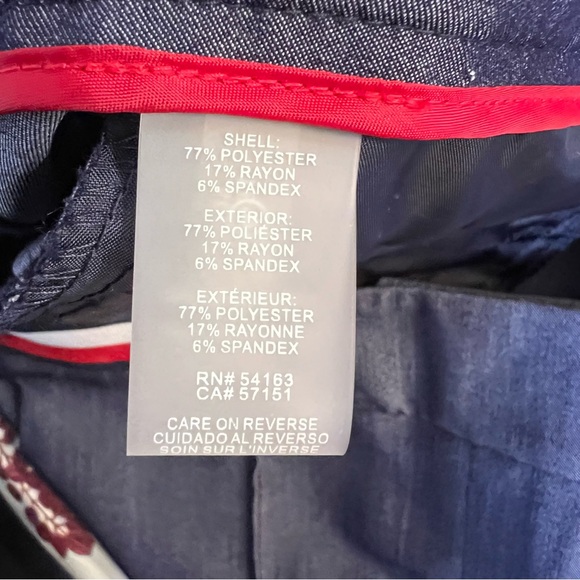 SHELL:
77% POLYESTER
17% RAYON
6% SPANDEX
EXTERIOR:
77% POLIÉSTER
17% RAYON
6% SPANDEX
EXTÉRIEUR:
77% POLYESTER
17% RAYONNE
6% SPANDEX
RN# 54163
CA# 57151
CARE ON REVERSE
CUIDADO AL REVERSO
SOIN SUR L'INVERSE